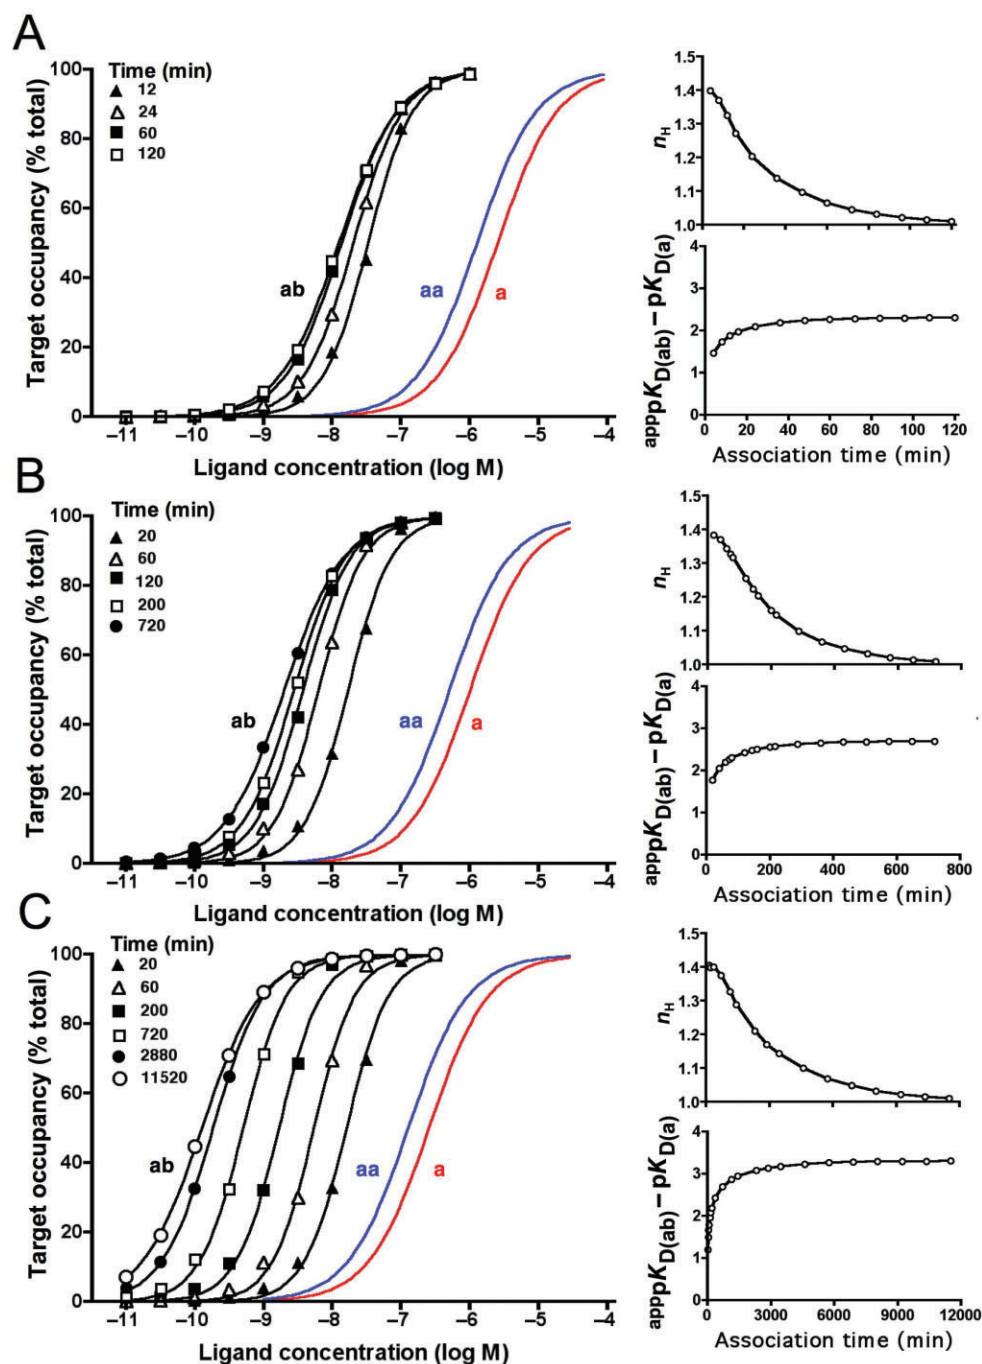 A
Time (min)
12
24
60
120
100
80
60
40
20
0
Target occupancy (% total)
ab
aa
a
–11 –10 –9 –8 –7 –6 –5 –4
Ligand concentration (log M)
1.5
1.4
1.3
1.2
1.1
1.0
nH
4
3
2
1
0
apppKD(ab) – pKD(a)
0 20 40 60 80 100 120
Association time (min)
B
Time (min)
20
60
120
200
720
100
80
60
40
20
0
Target occupancy (% total)
ab
aa
a
–11 –10 –9 –8 –7 –6 –5 –4
Ligand concentration (log M)
1.5
1.4
1.3
1.2
1.1
1.0
nH
4
3
2
1
0
apppKD(ab) – pKD(a)
0 200 400 600 800
Association time (min)
C
Time (min)
20
60
200
720
2880
11520
100
80
60
40
20
0
Target occupancy (% total)
ab
aa
a
–11 –10 –9 –8 –7 –6 –5 –4
Ligand concentration (log M)
1.5
1.4
1.3
1.2
1.1
1.0
nH
4
3
2
1
0
apppKD(ab) – pKD(a)
0 3000 6000 9000 12000
Association time (min)